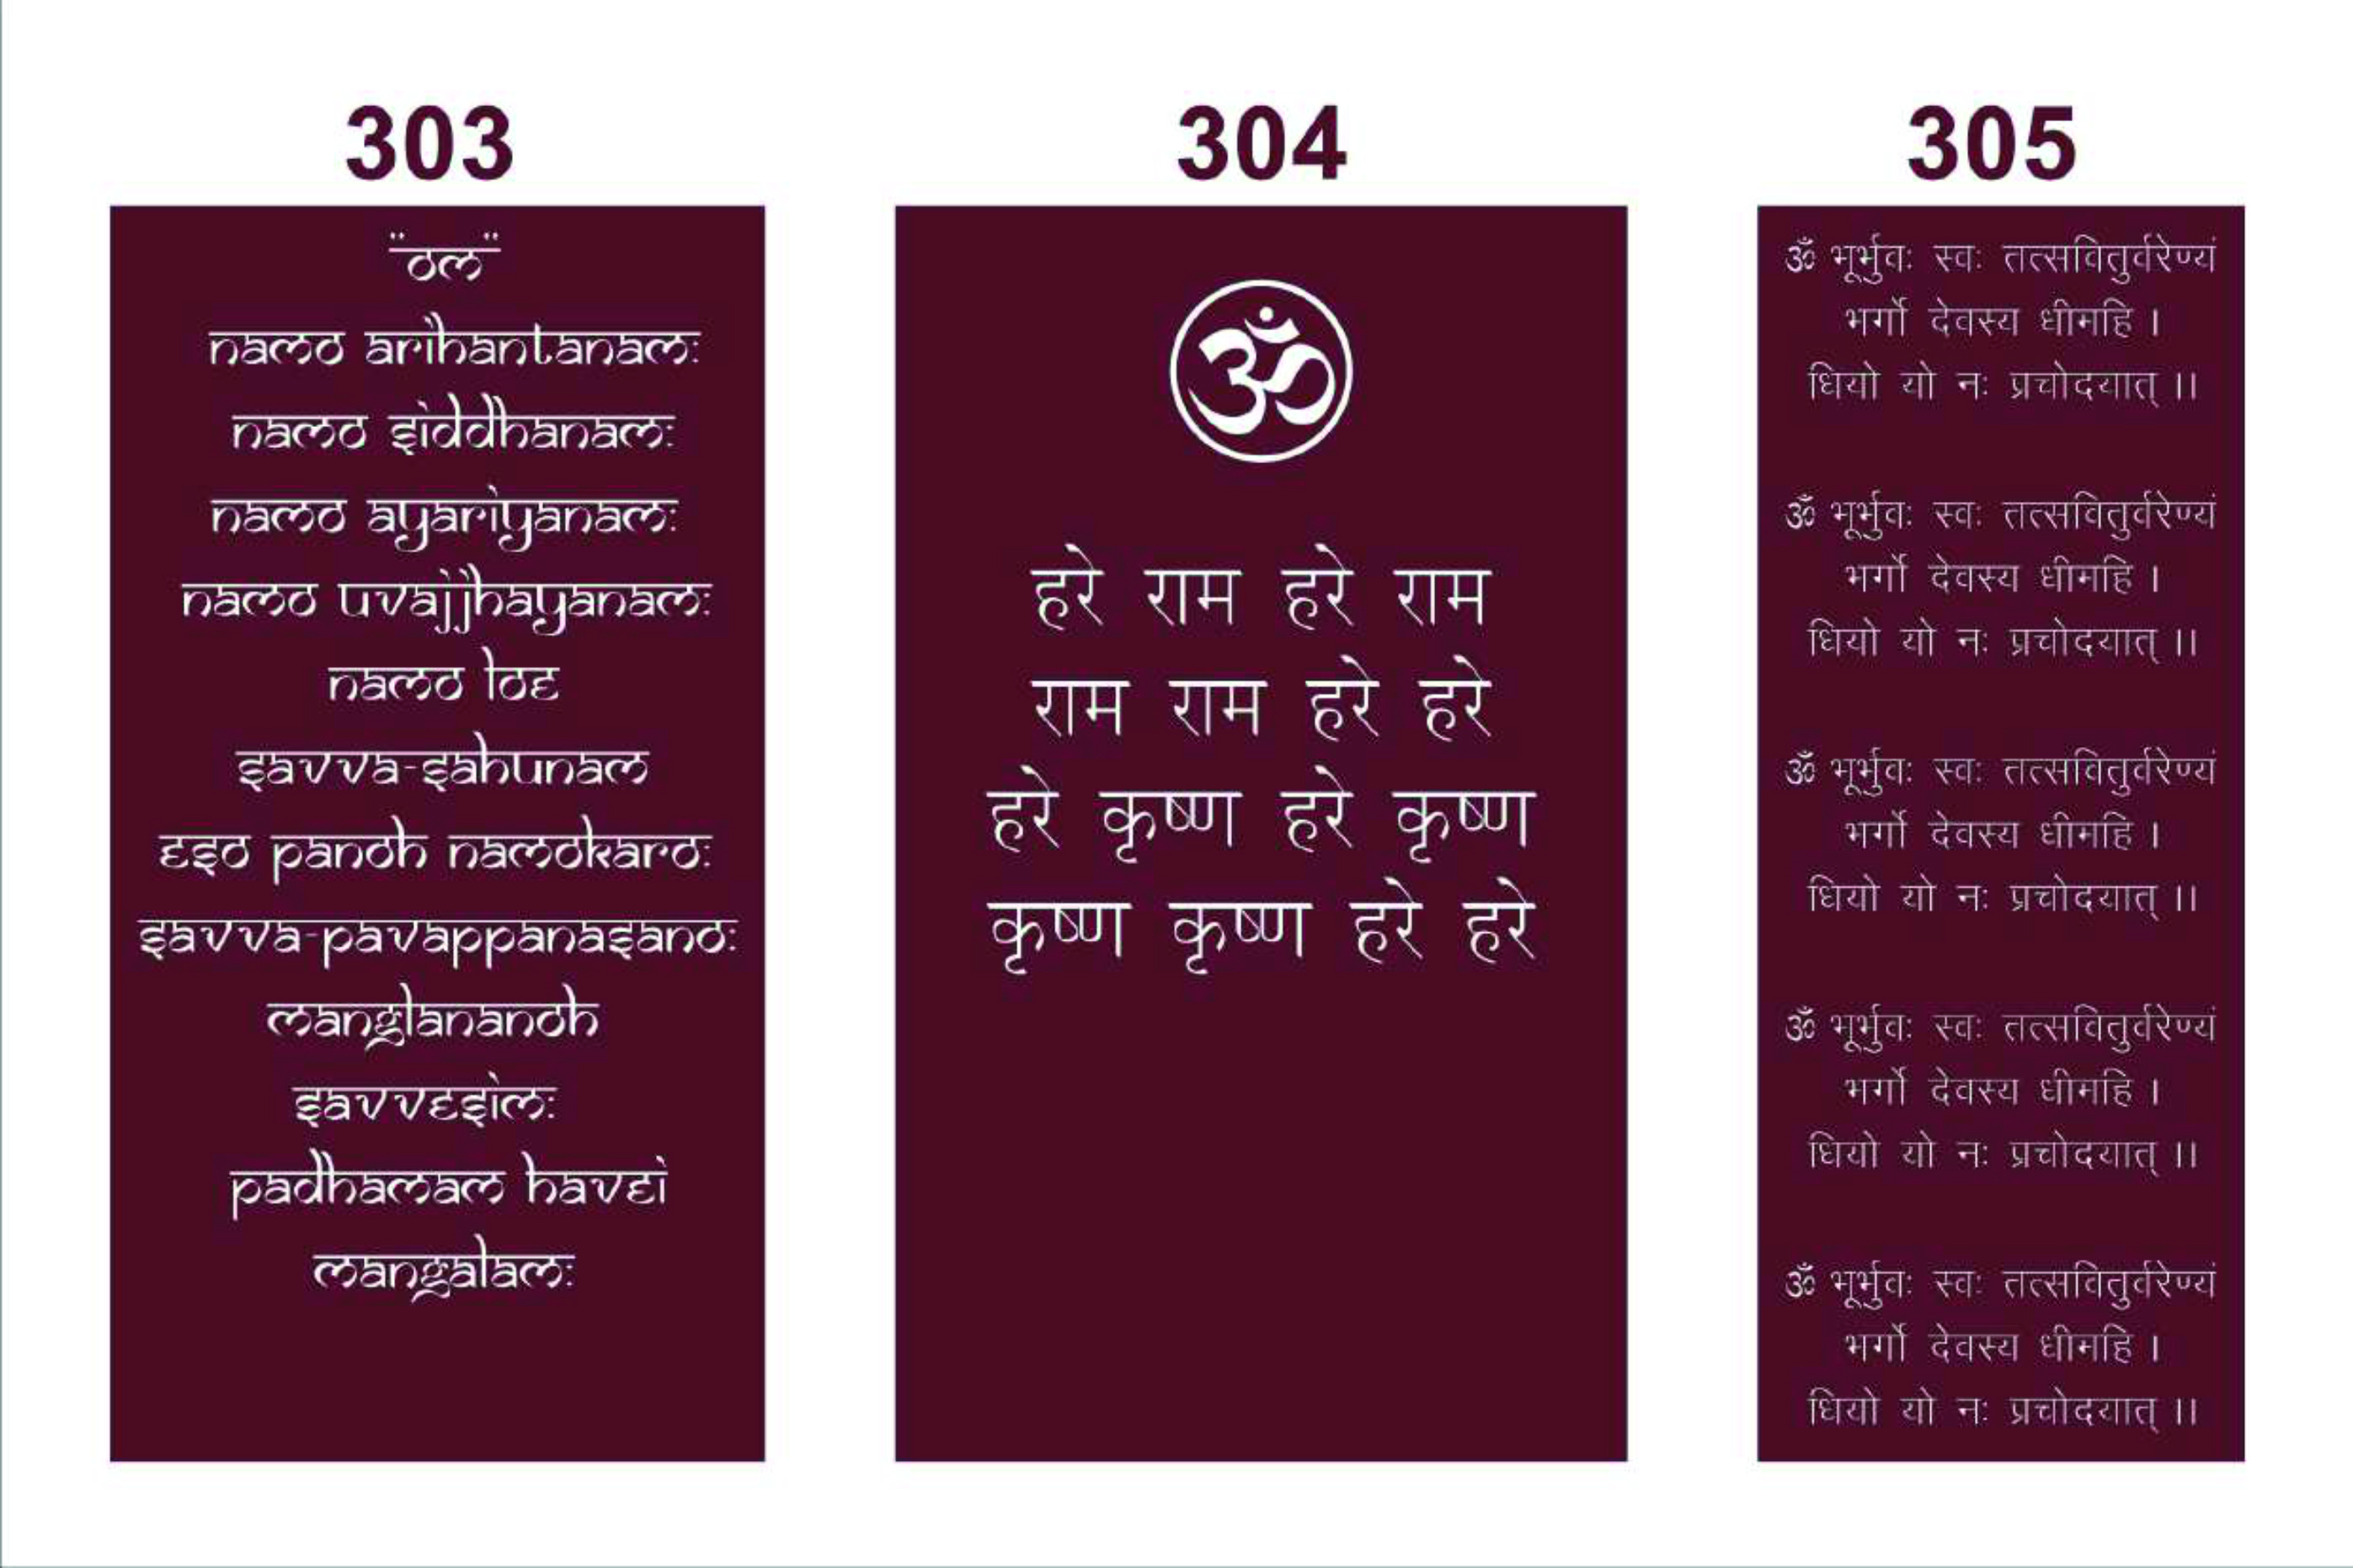 303
"om"
namo arihantanam:
namo siddhanam:
namo ayariyanam:
namo uvajjhayanam:
namo loe
savva-sahunam
eso panoh namokaro:
savva-pavappanasano:
manglananoh
savvesim:
padhamam havei
mangalam:
304
ॐ
हरे राम हरे राम
राम राम हरे हरे
हरे कृष्ण हरे कृष्ण
कृष्ण कृष्ण हरे हरे
305
ॐ भूर्भुवः स्वः तत्सवितुर्वरेण्यं
भर्गो देवस्य धीमहि ।
धियो यो नः प्रचोदयात् ।।
ॐ भूर्भुवः स्वः तत्सवितुर्वरेण्यं
भर्गो देवस्य धीमहि ।
धियो यो नः प्रचोदयात् ।।
ॐ भूर्भुवः स्वः तत्सवितुर्वरेण्यं
भर्गो देवस्य धीमहि ।
धियो यो नः प्रचोदयात् ।।
ॐ भूर्भुवः स्वः तत्सवितुर्वरेण्यं
भर्गो देवस्य धीमहि ।
धियो यो नः प्रचोदयात् ।।
ॐ भूर्भुवः स्वः तत्सवितुर्वरेण्यं
भर्गो देवस्य धीमहि ।
धियो यो नः प्रचोदयात् ।।